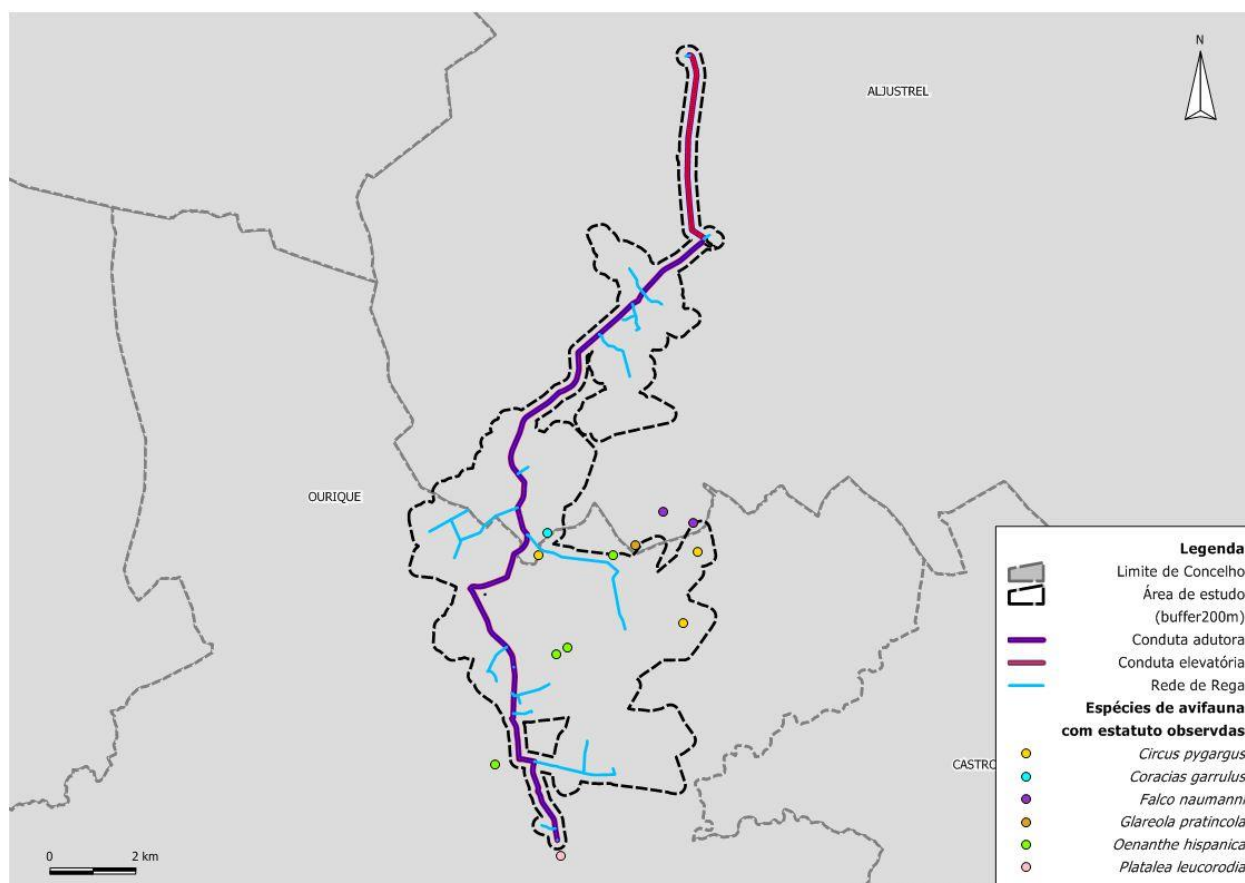 N
ALJUSTREL
OURIQUE
CASTRO
Legenda
Limite de Concelho
Área de estudo
(buffer200m)
Conduta adutora
Conduta elevatória
Rede de Rega
Espécies de avifauna
com estatuto observdas
Circus pygargus
Coracias garrulus
Falco naumanni
Glareola pratincola
Oenanthe hispanica
Platalea leucorodia
0 2 km